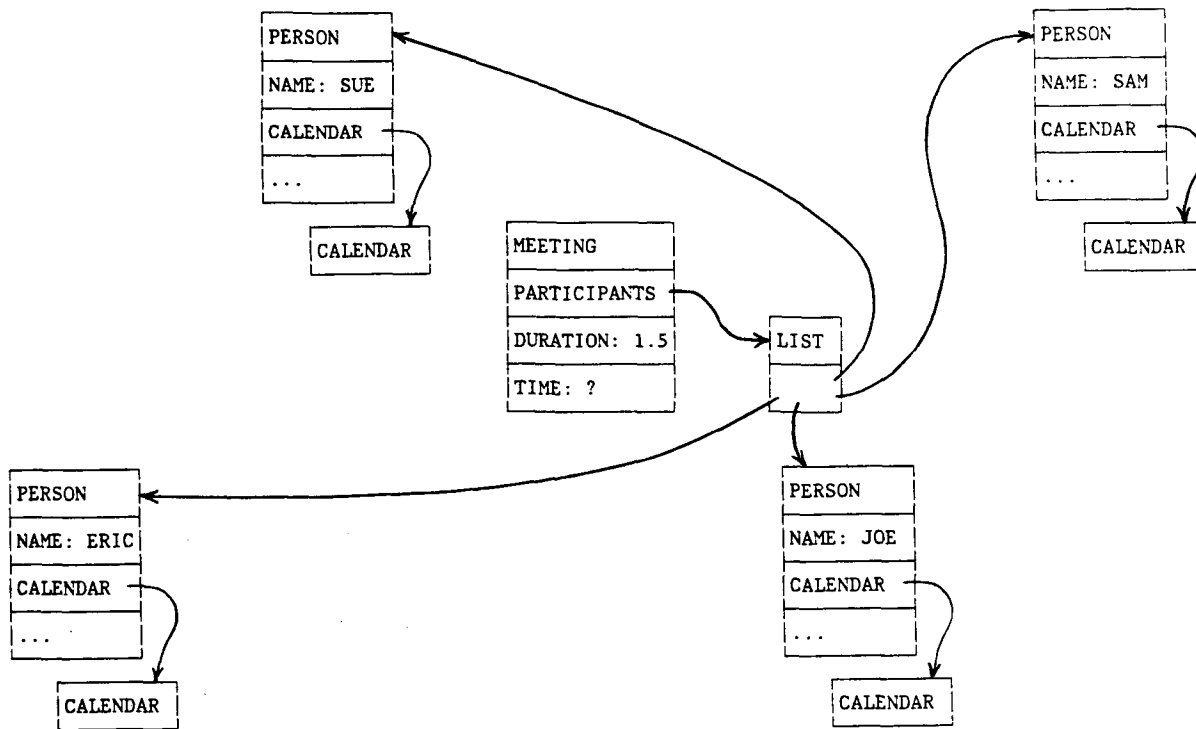 PERSON
NAME: SUE
CALENDAR
...
CALENDAR
PERSON
NAME: SAM
CALENDAR
...
CALENDAR
MEETING
PARTICIPANTS
DURATION: 1.5
TIME: ?
LIST
PERSON
NAME: ERIC
CALENDAR
...
CALENDAR
PERSON
NAME: JOE
CALENDAR
...
CALENDAR